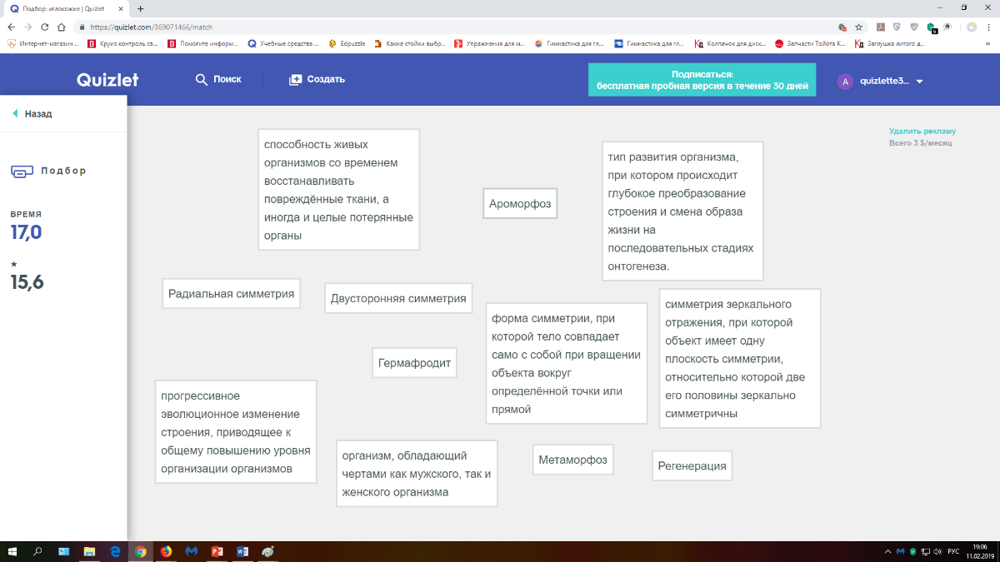 Подбор: иглокожие | Quizlet
https://quizlet.com/369071466/match
Интернет-магазин ...
Круиз контроль св...
Помогите информ...
Учебные средства ...
Edpuzzle
Какие стойки выбр...
Упражнения для м...
Гимнастика для гл...
Гимнастика для гл...
Колпачок для диск...
Запчасти Тойота К...
Заглушка литого д...
Quizlet
Поиск
Создать
Подписаться:
бесплатная пробная версия в течение 30 дней
A
quizlette3...
Назад
Подбор
ВРЕМЯ
17,0
15,6
Удалить рекламу
Всего 3 $/месяц
способность живых
организмов со временем
восстанавливать
повреждённые ткани, а
иногда и целые потерянные
органы
Ароморфоз
тип развития организма,
при котором происходит
глубокое преобразование
строения и смена образа
жизни на
последовательных стадиях
онтогенеза.
Радиальная симметрия
Двусторонняя симметрия
форма симметрии, при
которой тело совпадает
само с собой при вращении
объекта вокруг
определённой точки или
прямой
симметрия зеркального
отражения, при которой
объект имеет одну
плоскость симметрии,
относительно которой две
его половины зеркально
симметричны
Гермафродит
прогрессивное
эволюционное изменение
строения, приводящее к
общему повышению уровня
организации организмов
организм, обладающий
чертами как мужского, так и
женского организма
Метаморфоз
Регенерация
РУС
19:06
11.02.2019